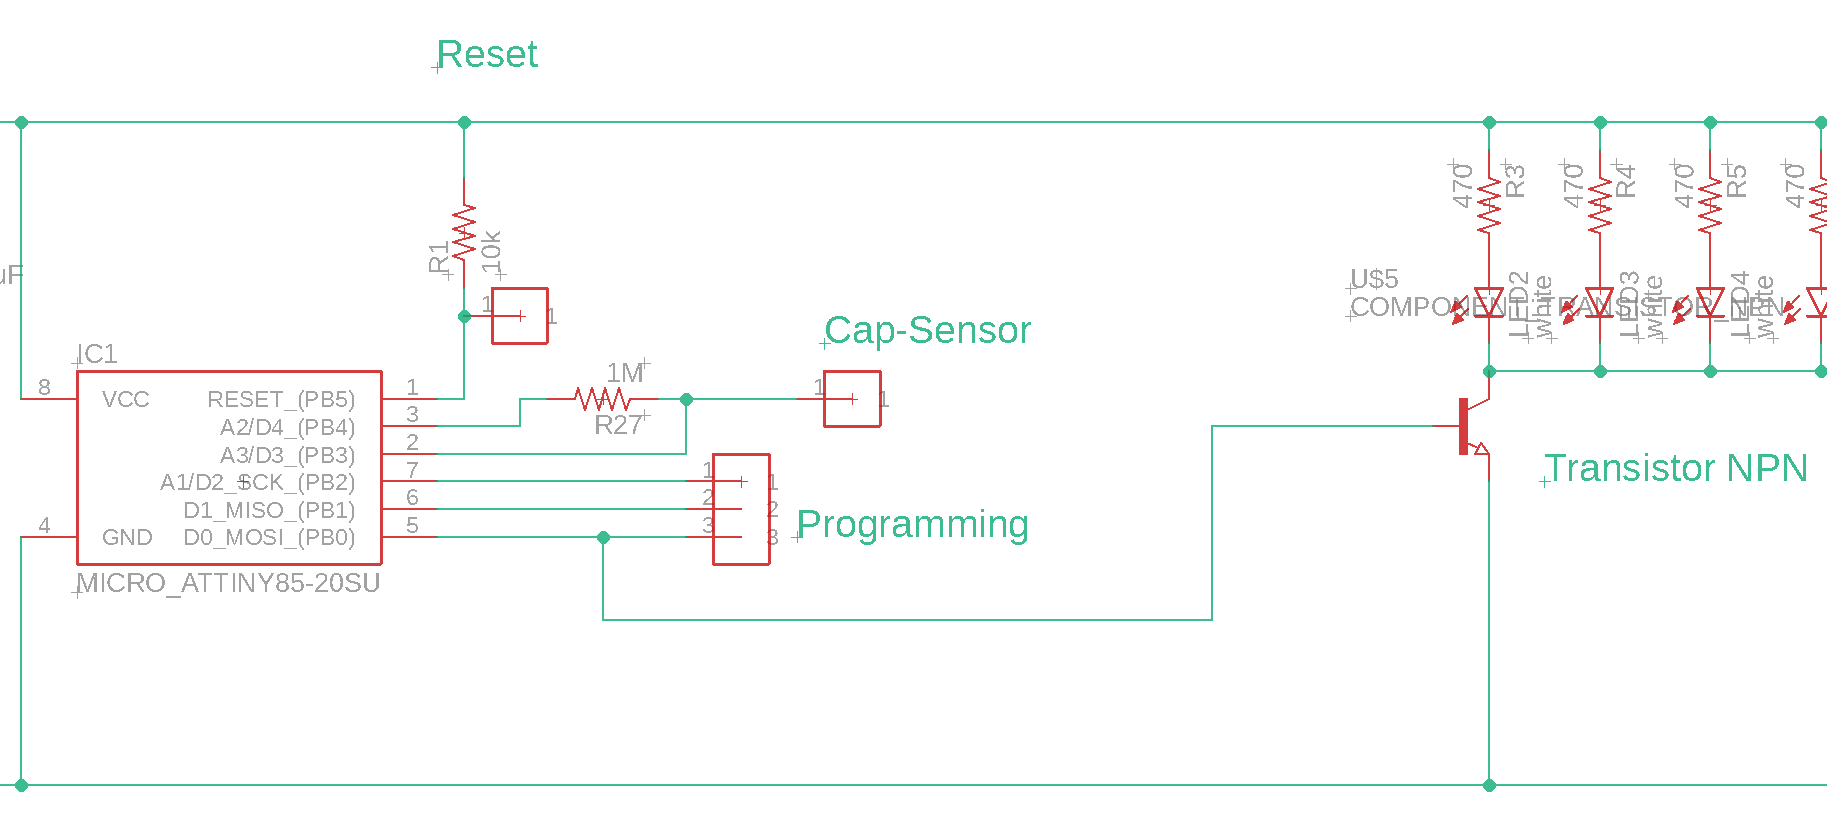 Reset
uF
R1
10k
1
1
IC1
8
VCC
4
GND
RESET_(PB5)
A2/D4_(PB4)
A3/D3_(PB3)
A1/D2_SCK_(PB2)
D1_MISO_(PB1)
D0_MOSI_(PB0)
1
3
2
7
6
5
MICRO_ATTINY85-20SU
1M
R27
Cap-Sensor
1
1
1
2
3
1
2
3
Programming
470
R3
470
R4
470
R5
470
U$5
COMPONENT_TRANSISTOR_NPN
LED2
white
LED3
white
LED4
white
Transistor NPN